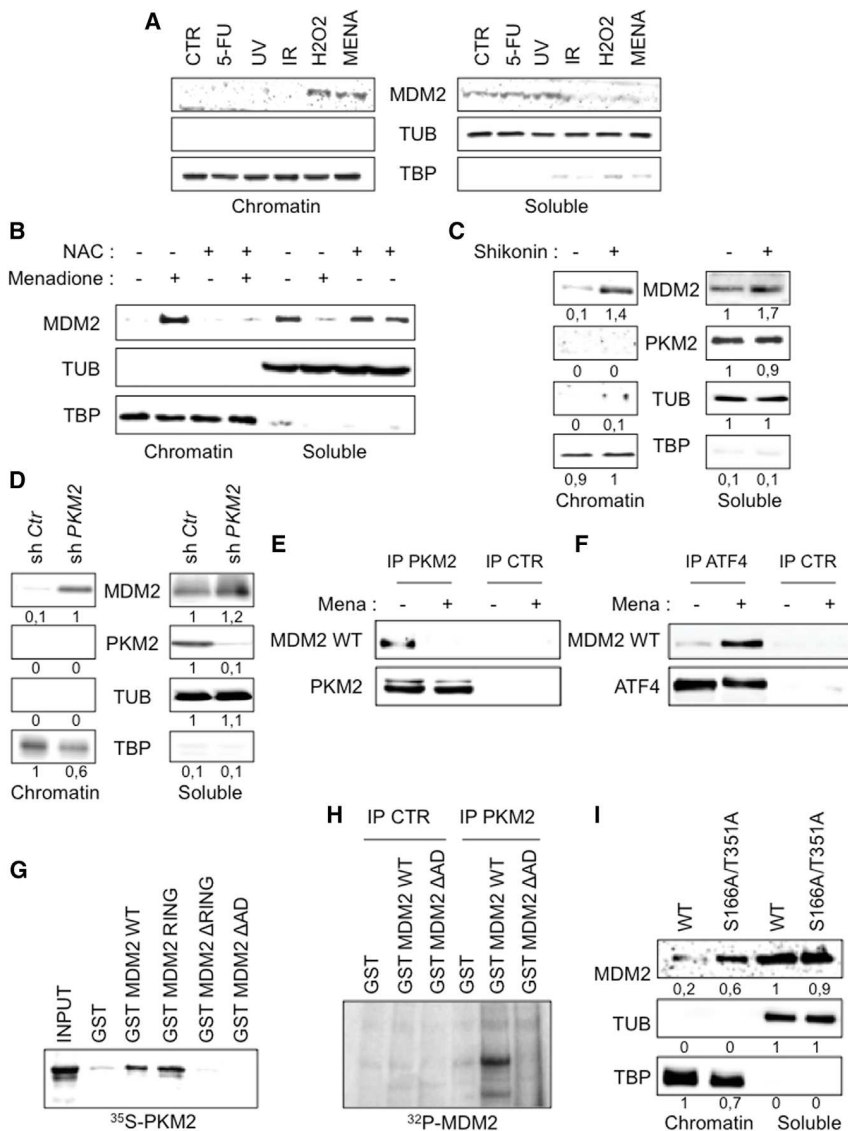 A
CTR 5-FU UV IR H2O2 MENA CTR 5-FU UV IR H2O2 MENA
MDM2
TUB
TBP
Chromatin Soluble
B
NAC : - - + + - - + +
Menadione : - + - + - + - -
MDM2
TUB
TBP
Chromatin Soluble
C
Shikonin : - + - +
MDM2
0,1 1,4 1 1,7
PKM2
0 0 1 0,9
TUB
0 0,1 1 1
TBP
0,9 1 0,1 0,1
Chromatin Soluble
D
sh Ctr sh PKM2 sh Ctr sh PKM2
MDM2
0,1 1 1 1,2
PKM2
0 0 1 0,1
TUB
0 0 1 1,1
TBP
1 0,6 0,1 0,1
Chromatin Soluble
E
IP PKM2 IP CTR
Mena : - + - +
MDM2 WT
PKM2
F
IP ATF4 IP CTR
Mena : - + - +
MDM2 WT
ATF4
G
INPUT GST GST MDM2 WT GST MDM2 RING GST MDM2 ΔRING GST MDM2 ΔAD
³⁵S-PKM2
H
IP CTR IP PKM2
GST GST MDM2 WT GST MDM2 ΔAD GST GST MDM2 WT GST MDM2 ΔAD
³²P-MDM2
I
WT S166A/T351A WT S166A/T351A
MDM2
0,2 0,6 1 0,9
TUB
0 0 1 1
TBP
1 0,7 0 0
Chromatin Soluble